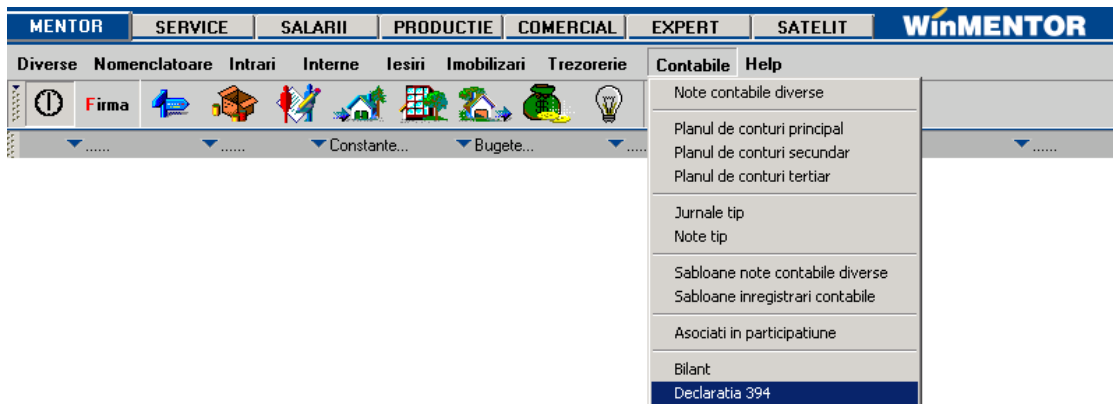 MENTOR SERVICE SALARII PRODUCTIE COMERCIAL EXPERT SATELIT WinMENTOR
Diverse Nomenclatoare Intrari Interne Iesiri Imobilizari Trezorerie Contabile Help
Firma
...... ...... Constante... Bugete... ..... ......
Note contabile diverse
Planul de conturi principal
Planul de conturi secundar
Planul de conturi tertiar
Jurnale tip
Note tip
Sabloane note contabile diverse
Sabloane inregistrari contabile
Asociati in participatiune
Bilant
Declaratia 394